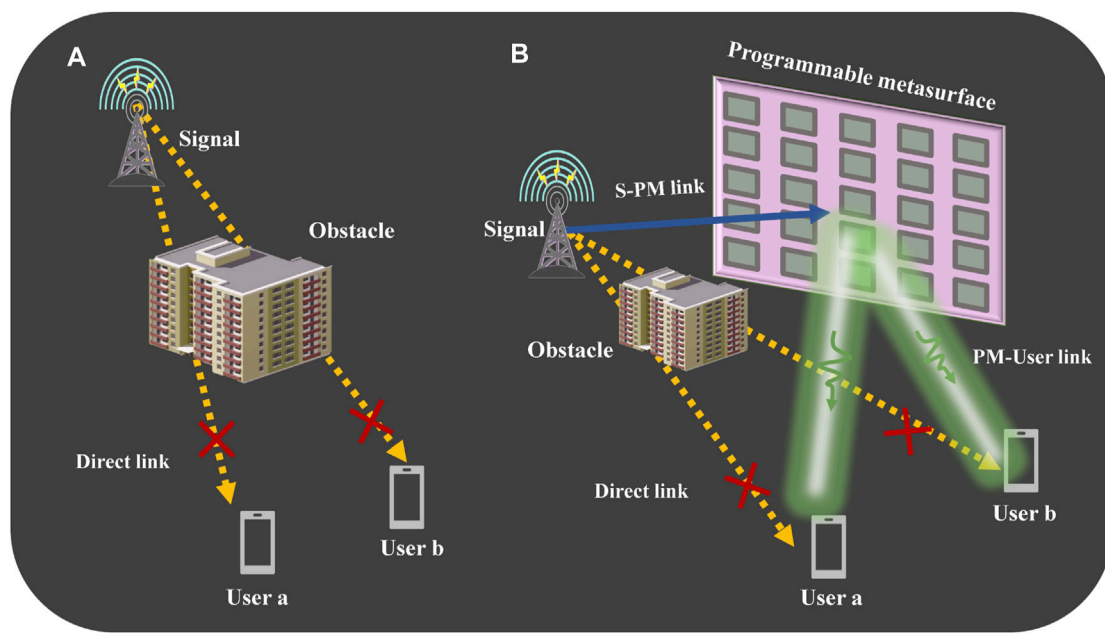 A
Signal
Obstacle
Direct link
User b
User a
B
Programmable metasurface
S-PM link
Signal
Obstacle
PM-User link
Direct link
User b
User a